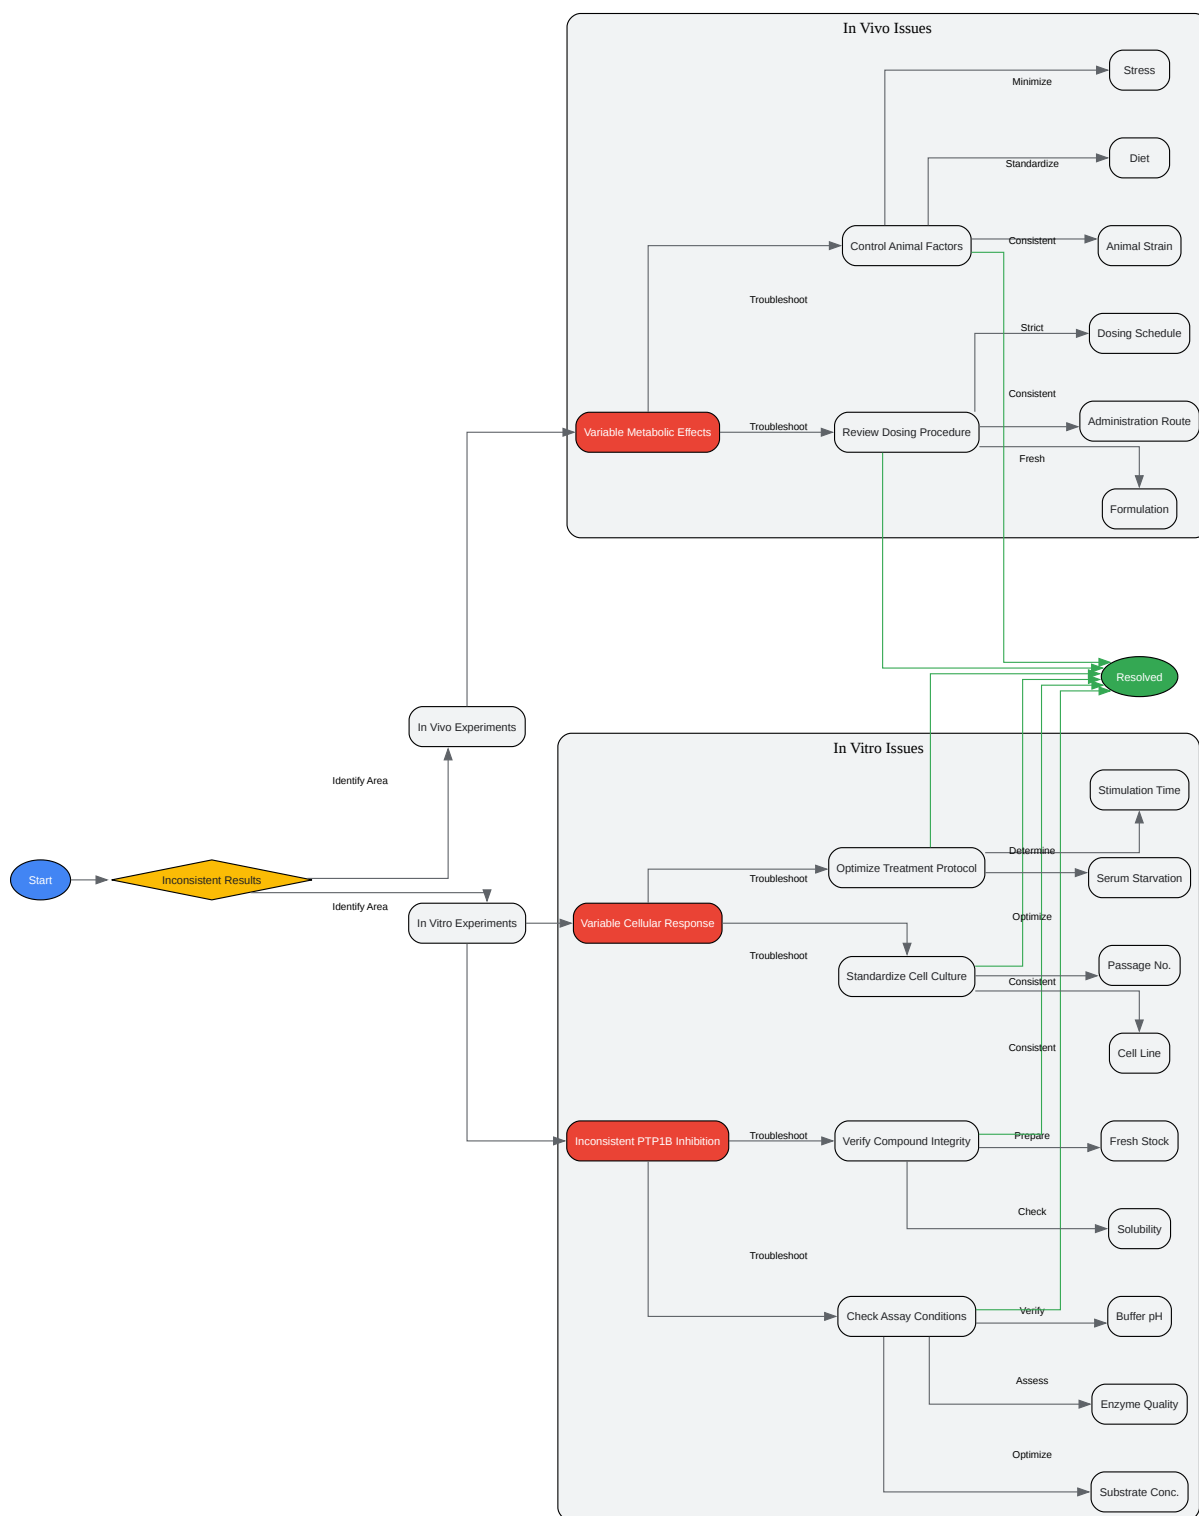 In Vivo Issues
Stress
Minimize
Diet
Standardize
Control Animal Factors
Consistent
Animal Strain
Troubleshoot
Strict
Dosing Schedule
Consistent
Variable Metabolic Effects
Troubleshoot
Review Dosing Procedure
Administration Route
Fresh
Formulation
Resolved
In Vivo Experiments
In Vitro Issues
Identify Area
Stimulation Time
Start
Inconsistent Results
Determine
Optimize Treatment Protocol
Troubleshoot
Serum Starvation
Identify Area
In Vitro Experiments
Variable Cellular Response
Optimize
Troubleshoot
Passage No.
Standardize Cell Culture
Consistent
Consistent
Cell Line
Inconsistent PTP1B Inhibition
Troubleshoot
Verify Compound Integrity
Prepare
Fresh Stock
Check
Solubility
Troubleshoot
Check Assay Conditions
Verify
Buffer pH
Assess
Enzyme Quality
Optimize
Substrate Conc.